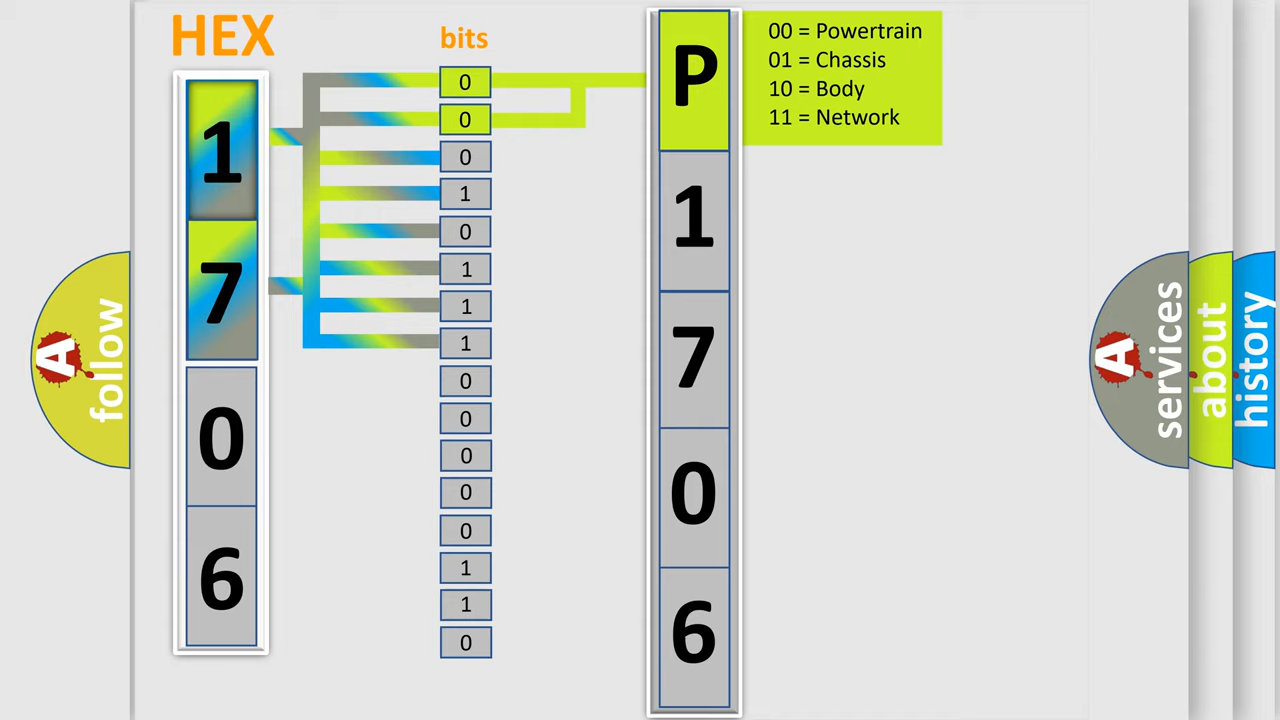 HEX
bits
1
7
0
6
0
0
0
1
0
1
1
1
0
0
0
0
0
1
1
0
P
1
7
0
6
00 = Powertrain
01 = Chassis
10 = Body
11 = Network
A follow
A services
about
history